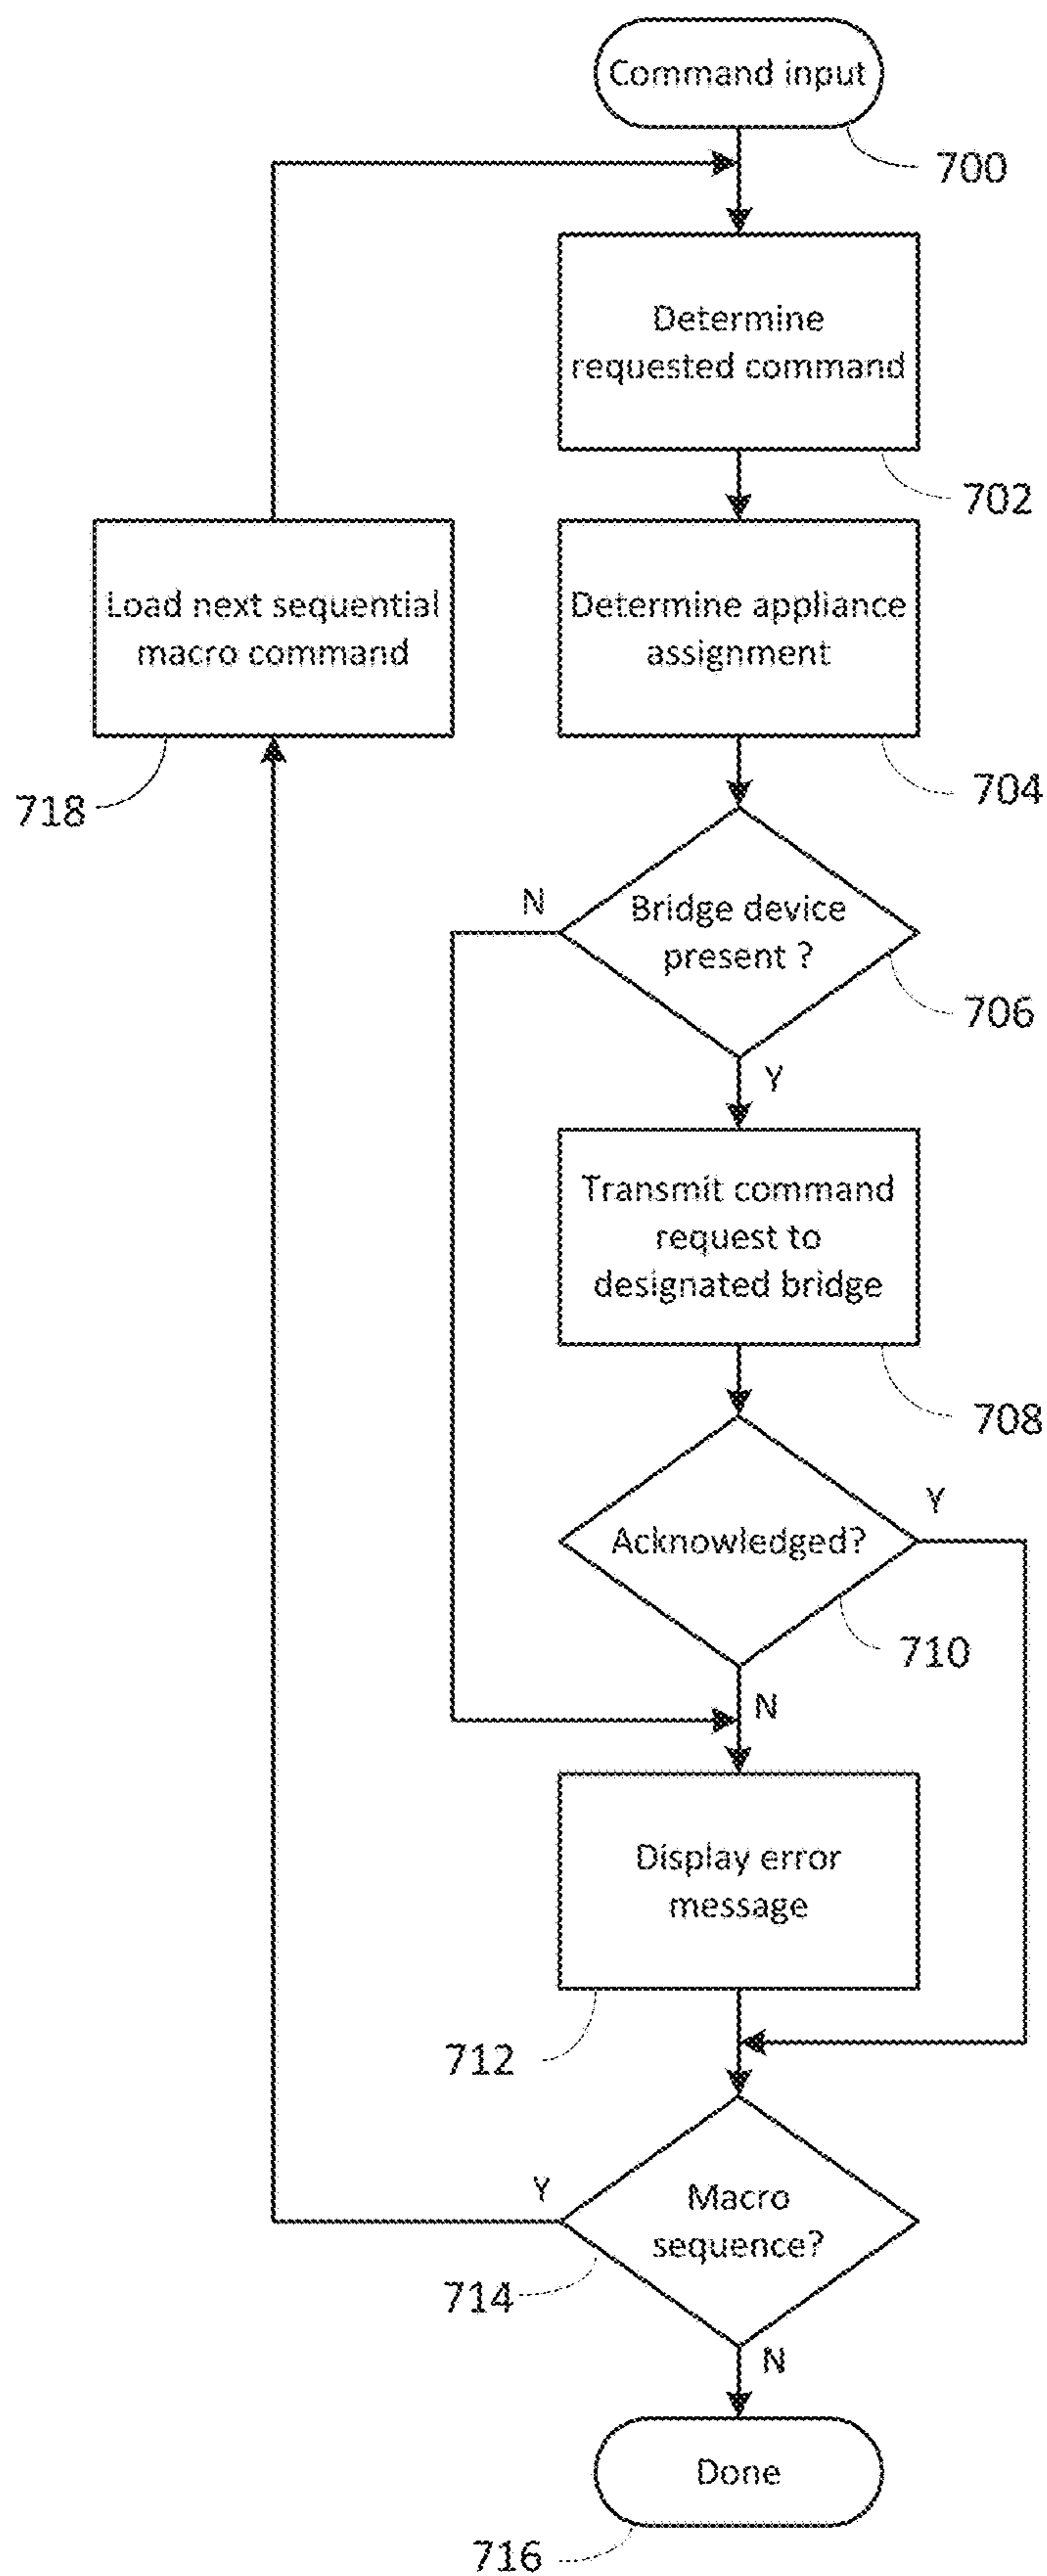 Command input
700
Determine
requested command
702
Load next sequential
macro command
718
Determine appliance
assignment
704
N
Bridge device
present ?
706
Y
Transmit command
request to
designated bridge
708
Y
Acknowledged?
710
N
Display error
message
712
Y
Macro
sequence?
714
N
Done
716